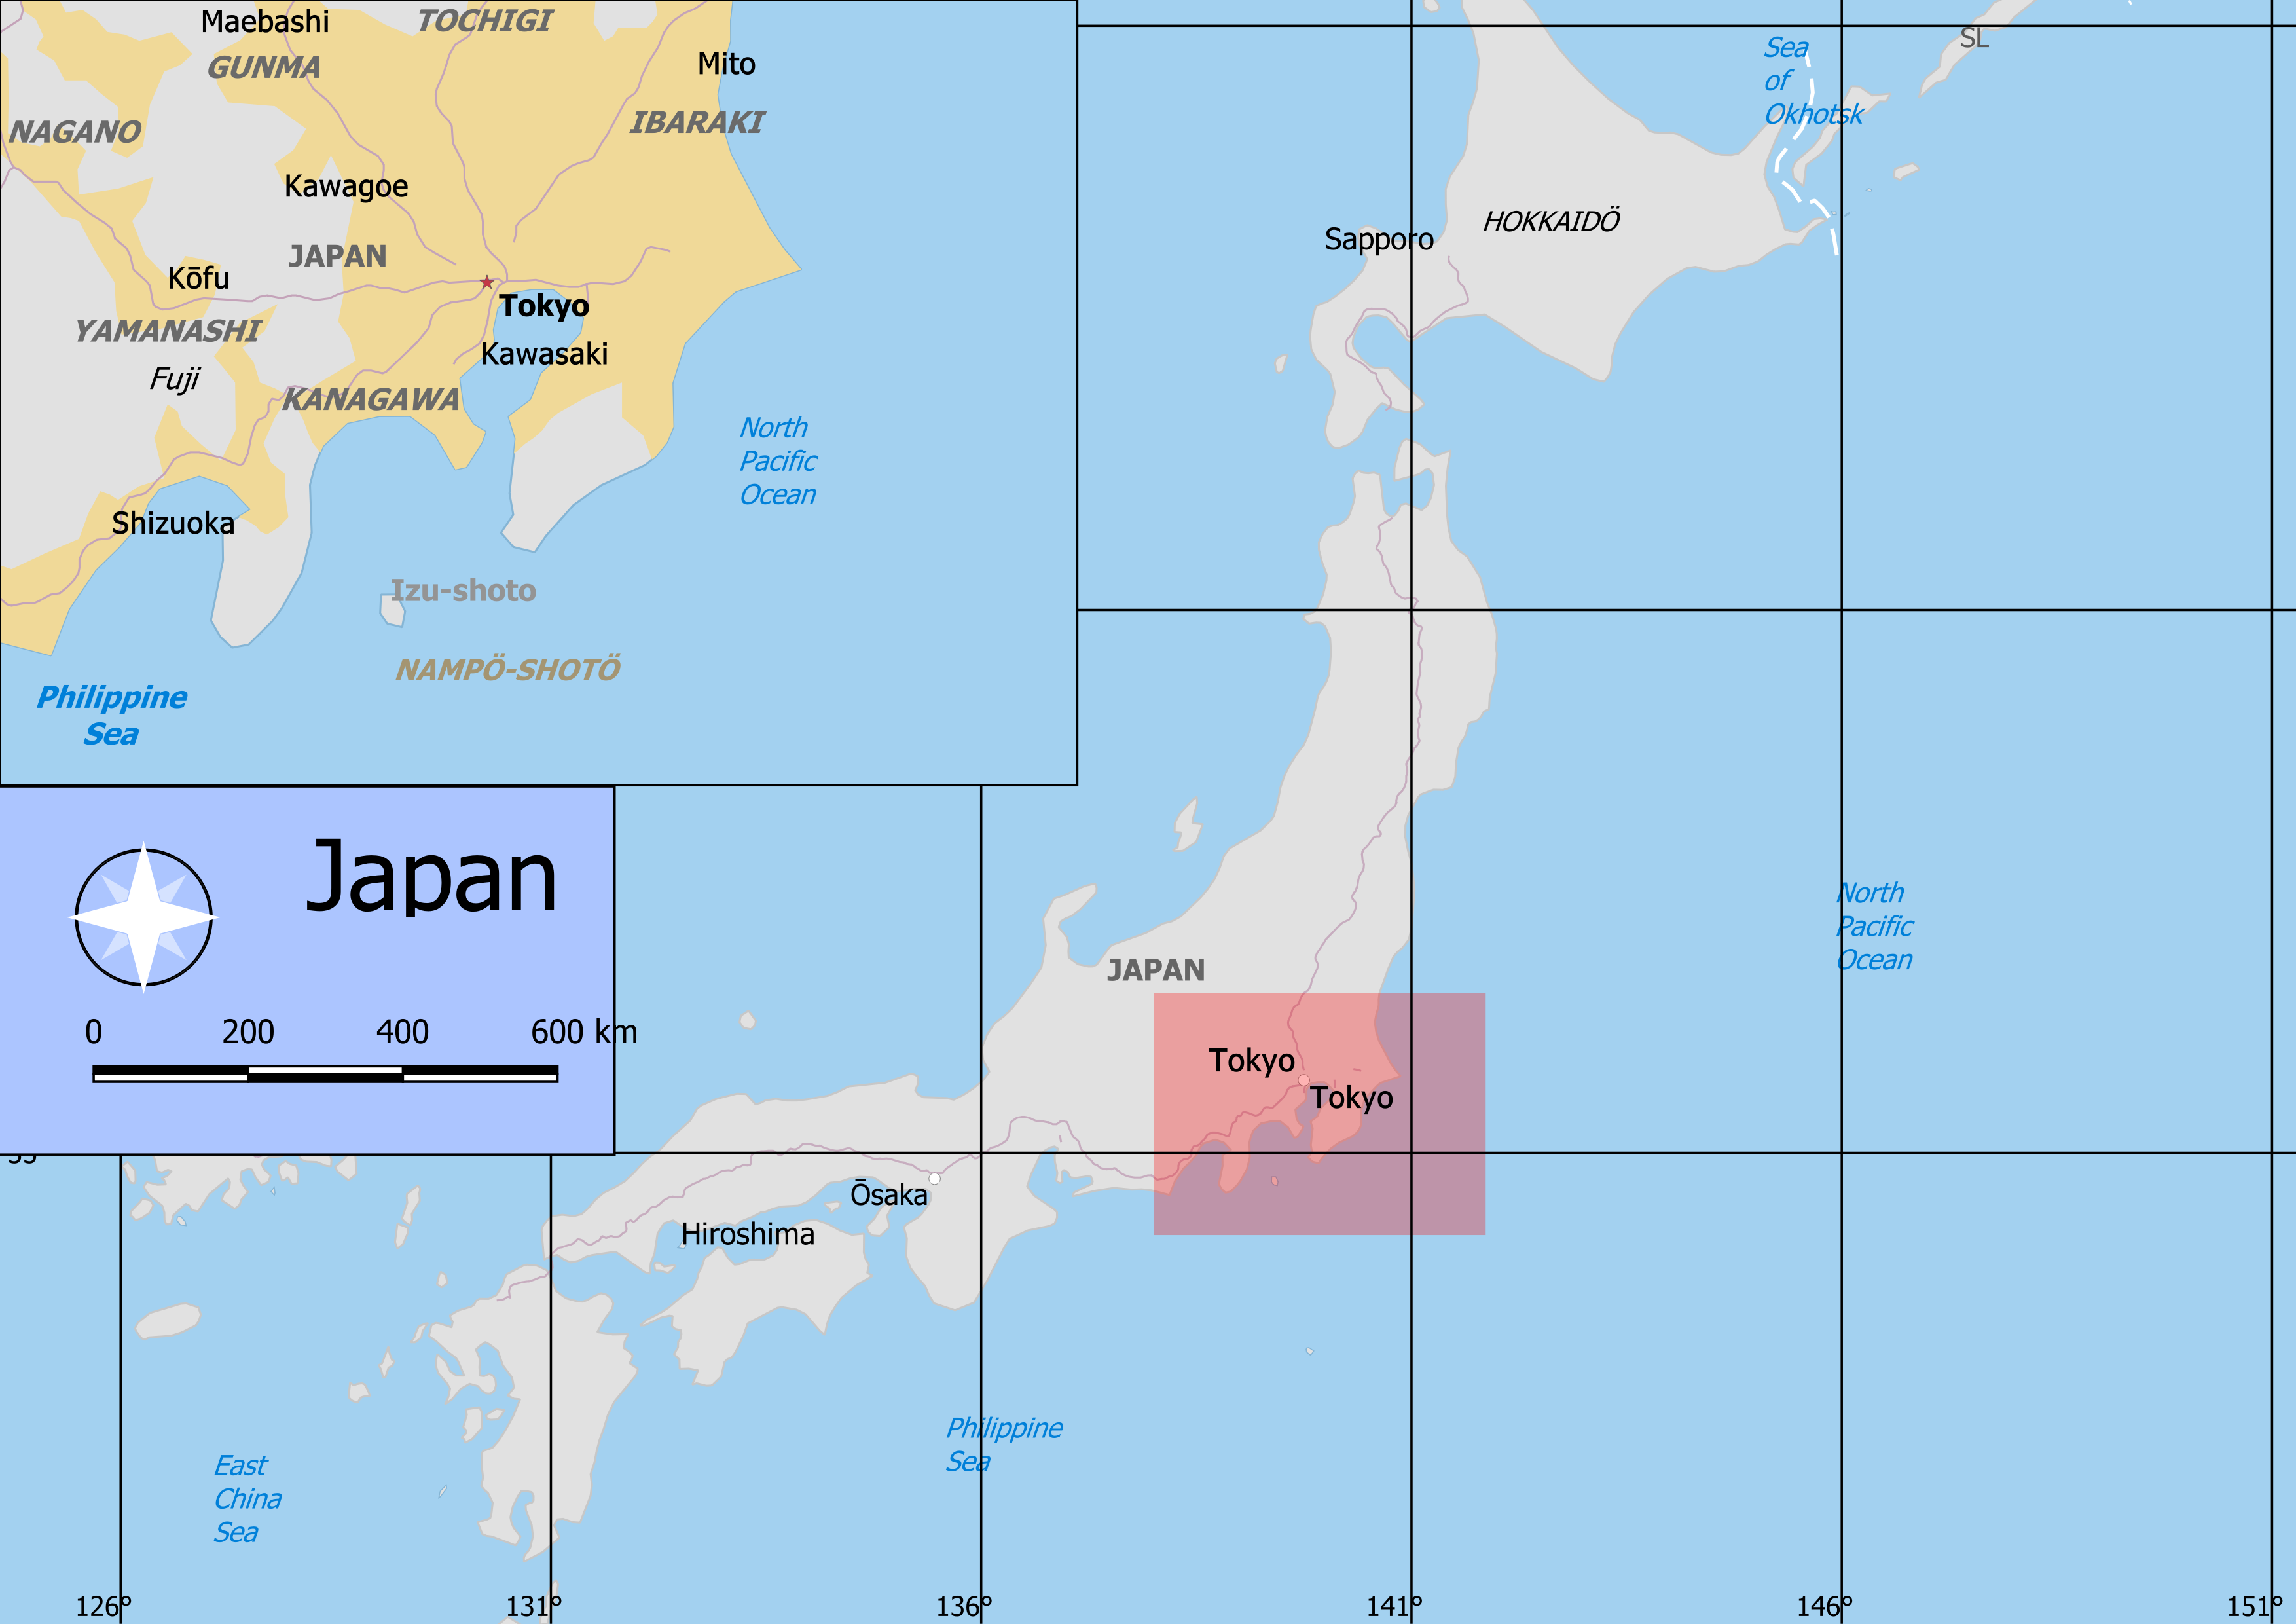 Maebashi
TOCHIGI
GUNMA
Mito
IBARAKI
NAGANO
Kawagoe
JAPAN
Kōfu
Tokyo
YAMANASHI
Kawasaki
Fuji
KANAGAWA
North
Pacific
Ocean
Shizuoka
Izu-shoto
NAMPÖ-SHOTÖ
Philippine
Sea
Sea
of
Okhotsk
SL
HOKKAIDÖ
Sapporo
Japan
0 200 400 600 km
JAPAN
North
Pacific
Ocean
Tokyo
Tokyo
Ōsaka
Hiroshima
Philippine
Sea
East
China
Sea
126° 131° 136° 141° 146° 151°